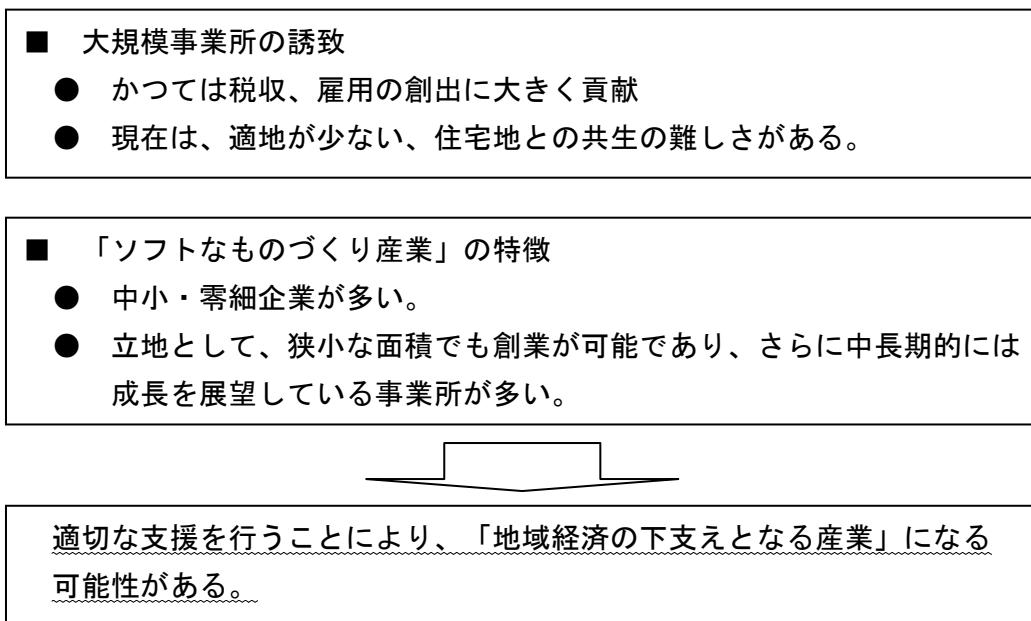 ■ 大規模事業所の誘致
● かつては税収、雇用の創出に大きく貢献
● 現在は、適地が少ない、住宅地との共生の難しさがある。
■ 「ソフトなものづくり産業」の特徴
● 中小・零細企業が多い。
● 立地として、狭小な面積でも創業が可能であり、さらに中長期的には
成長を展望している事業所が多い。
適切な支援を行うことにより、「地域経済の下支えとなる産業」になる
可能性がある。